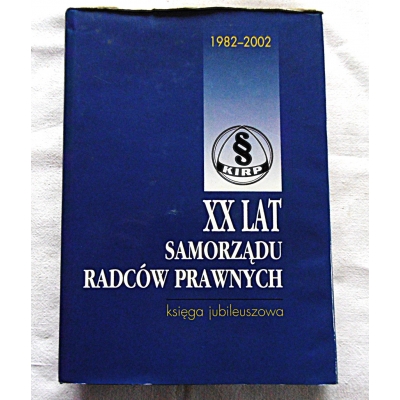 1982–2002
§
KIRP
XX LAT
SAMORZĄDU
RADCÓW PRAWNYCH
księga jubileuszowa